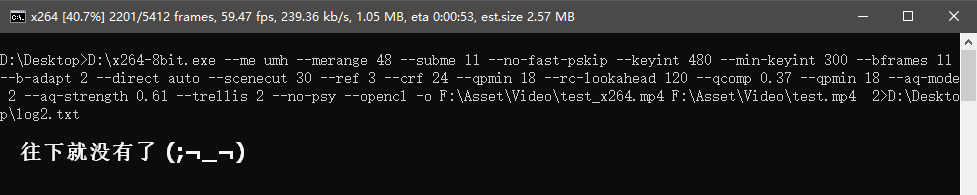 x264 [40.7%] 2201/5412 frames, 59.47 fps, 239.36 kb/s, 1.05 MB, eta 0:00:53, est.size 2.57 MB
D:\Desktop>D:\x264-8bit.exe --me umh --merange 48 --subme 11 --no-fast-pskip --keyint 480 --min-keyint 300 --bframes 11
--b-adapt 2 --direct auto --scenecut 30 --ref 3 --crf 24 --qpmin 18 --rc-lookahead 120 --qcomp 0.37 --qpmin 18 --aq-mode
2 --aq-strength 0.61 --trellis 2 --no-psy --opencl -o F:\Asset\Video\test_x264.mp4 F:\Asset\Video\test.mp4  2>D:\Deskto
p\log2.txt
往下就没有了 (;¬_¬)